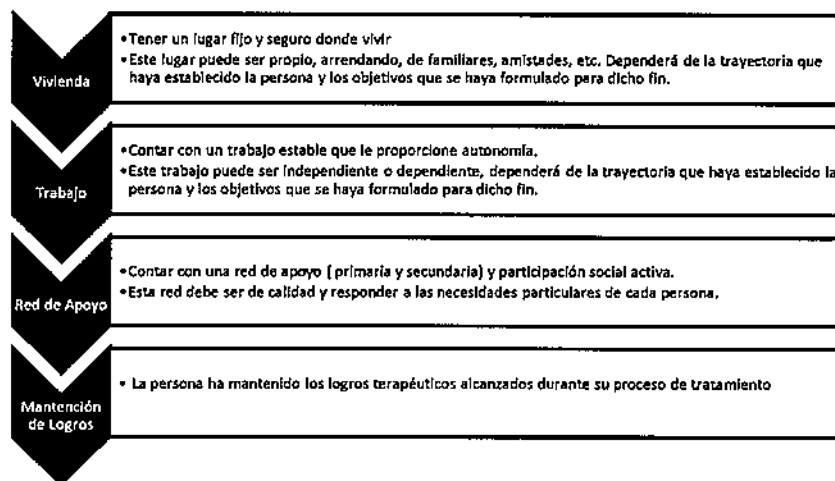 Vivienda
•Tener un lugar fijo y seguro donde vivir
•Este lugar puede ser propio, arrendando, de familiares, amistades, etc. Dependerá de la trayectoria que
haya establecido la persona y los objetivos que se haya formulado para dicho fin.
Trabajo
•Contar con un trabajo estable que le proporcione autonomía.
•Este trabajo puede ser independiente o dependiente, dependerá de la trayectoria que haya establecido la
persona y los objetivos que se haya formulado para dicho fin.
Red de Apoyo
•Contar con una red de apoyo ( primaria y secundaria) y participación social activa.
•Esta red debe ser de calidad y responder a las necesidades particulares de cada persona.
Mantención
de Logros
• La persona ha mantenido los logros terapéuticos alcanzados durante su proceso de tratamiento